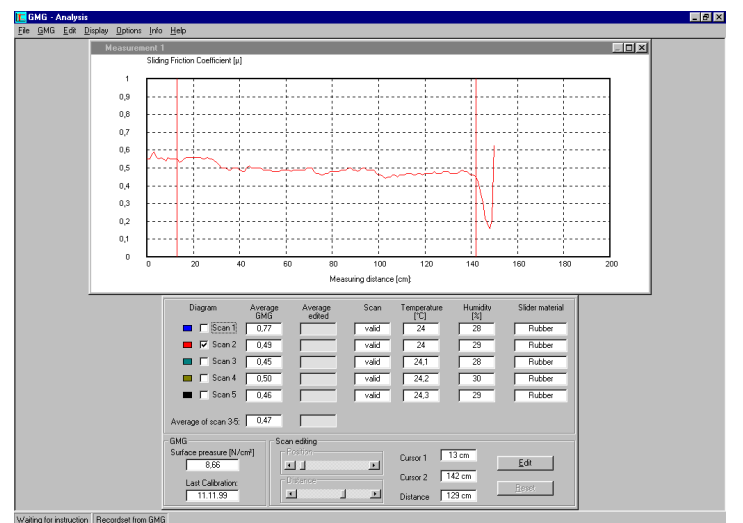 GMG - Analysis
File GMG Edit Display Options Info Help
Measurement 1
Sliding Friction Coefficient [µ]
1
0,9
0,8
0,7
0,6
0,5
0,4
0,3
0,2
0,1
0
0 20 40 60 80 100 120 140 160 180 200
Measuring distance [cm]
Diagram Average GMG Average edited Scan Temperature [°C] Humidity [%] Slider material
Scan 1 0,77 valid 24 28 Rubber
Scan 2 0,49 valid 24 29 Rubber
Scan 3 0,45 valid 24,1 28 Rubber
Scan 4 0,50 valid 24,2 30 Rubber
Scan 5 0,46 valid 24,3 29 Rubber
Average of scan 3-5: 0,47
GMG
Surface preasure [N/cm²]
8,66
Last Calibration:
11.11.99
Scan editing
Position
Distance
Cursor 1 13 cm
Cursor 2 142 cm
Distance 129 cm
Edit
Reset
Waiting for instruction Recordset from GMG